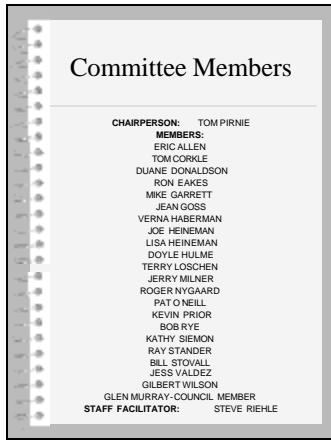 Committee Members
CHAIRPERSON: TOM PIRNIE
MEMBERS:
ERIC ALLEN
TOM CORKLE
DUANE DONALDSON
RON EAKES
MIKE GARRETT
JEAN GOSS
VERNA HABERMAN
JOE HEINEMAN
LISA HEINEMAN
DOYLE HULME
TERRY LOSCHEN
JERRY MILNER
ROGER NYGAARD
PAT O NEILL
KEVIN PRIOR
BOB RYE
KATHY SIEMON
RAY STANDER
BILL STOVALL
JESS VALDEZ
GILBERT WILSON
GLEN MURRAY-COUNCIL MEMBER
STAFF FACILITATOR: STEVE RIEHLE